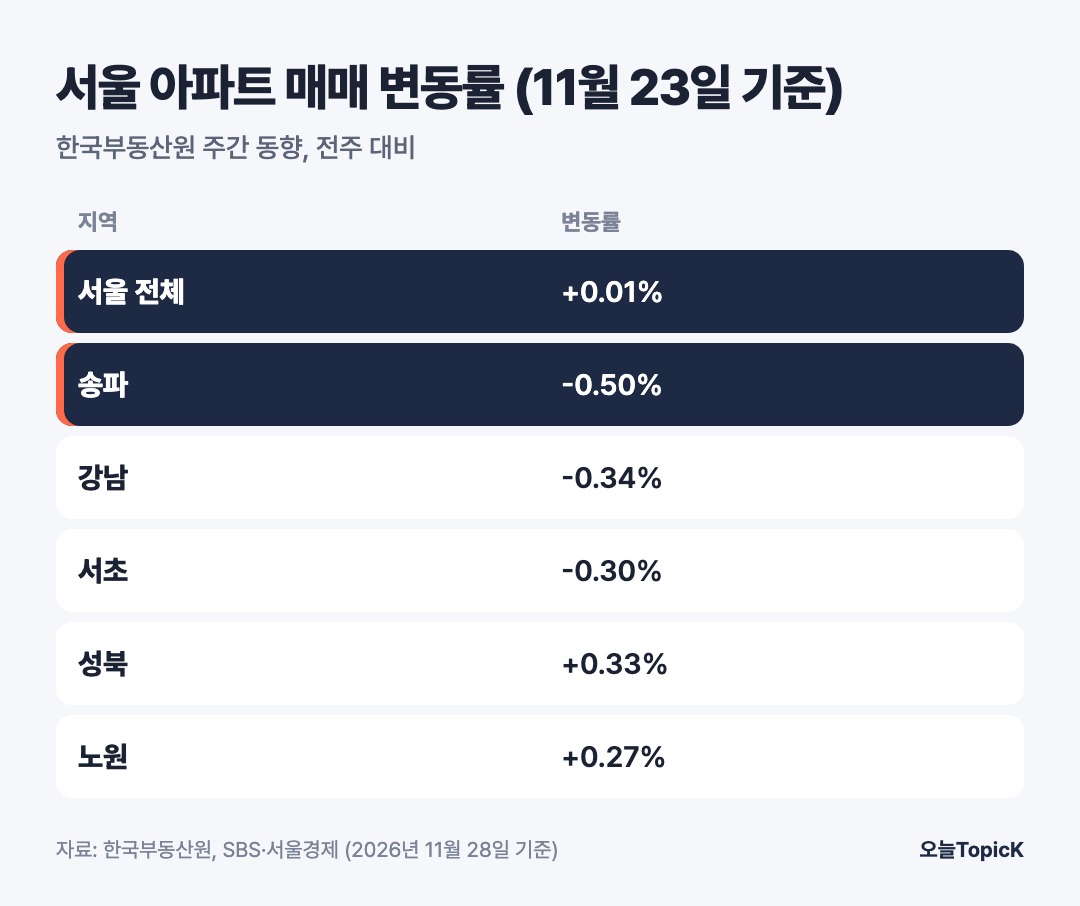 서울 아파트 매매 변동률 (11월 23일 기준)
한국부동산원 주간 동향, 전주 대비
지역 변동률
서울 전체 +0.01%
송파 -0.50%
강남 -0.34%
서초 -0.30%
성북 +0.33%
노원 +0.27%
자료: 한국부동산원, SBS·서울경제 (2026년 11월 28일 기준)
오늘TopicK